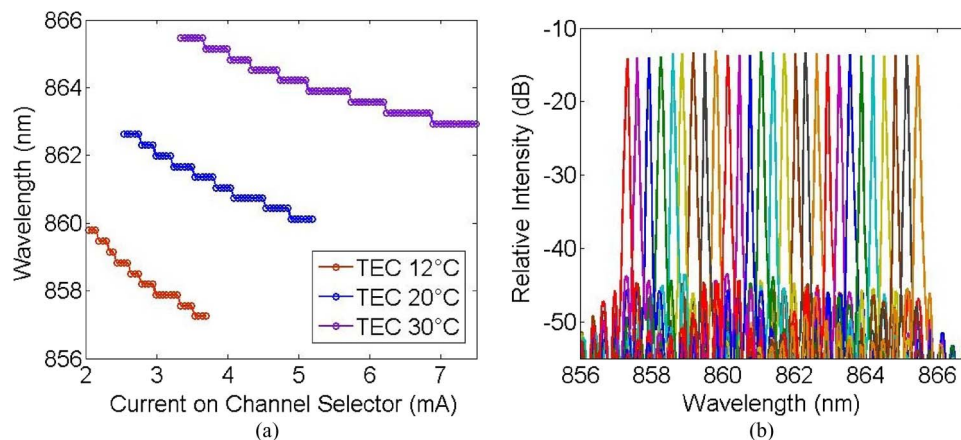 866
864
862
860
858
856
Wavelength (nm)
2 3 4 5 6 7
Current on Channel Selector (mA)
TEC 12°C
TEC 20°C
TEC 30°C
(a)
-10
-20
-30
-40
-50
Relative Intensity (dB)
856 858 860 862 864 866
Wavelength (nm)
(b)